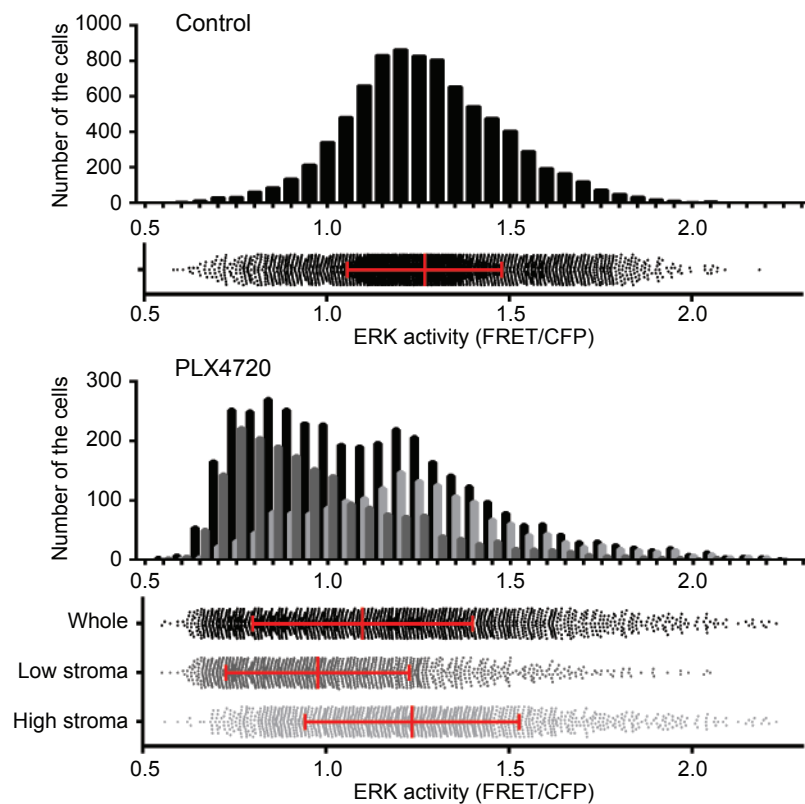 Control
Number of the cells
1000
800
600
400
200
0
0.5 1.0 1.5 2.0
0.5 1.0 1.5 2.0
ERK activity (FRET/CFP)
PLX4720
Number of the cells
300
200
100
0
0.5 1.0 1.5 2.0
Whole
Low stroma
High stroma
0.5 1.0 1.5 2.0
ERK activity (FRET/CFP)